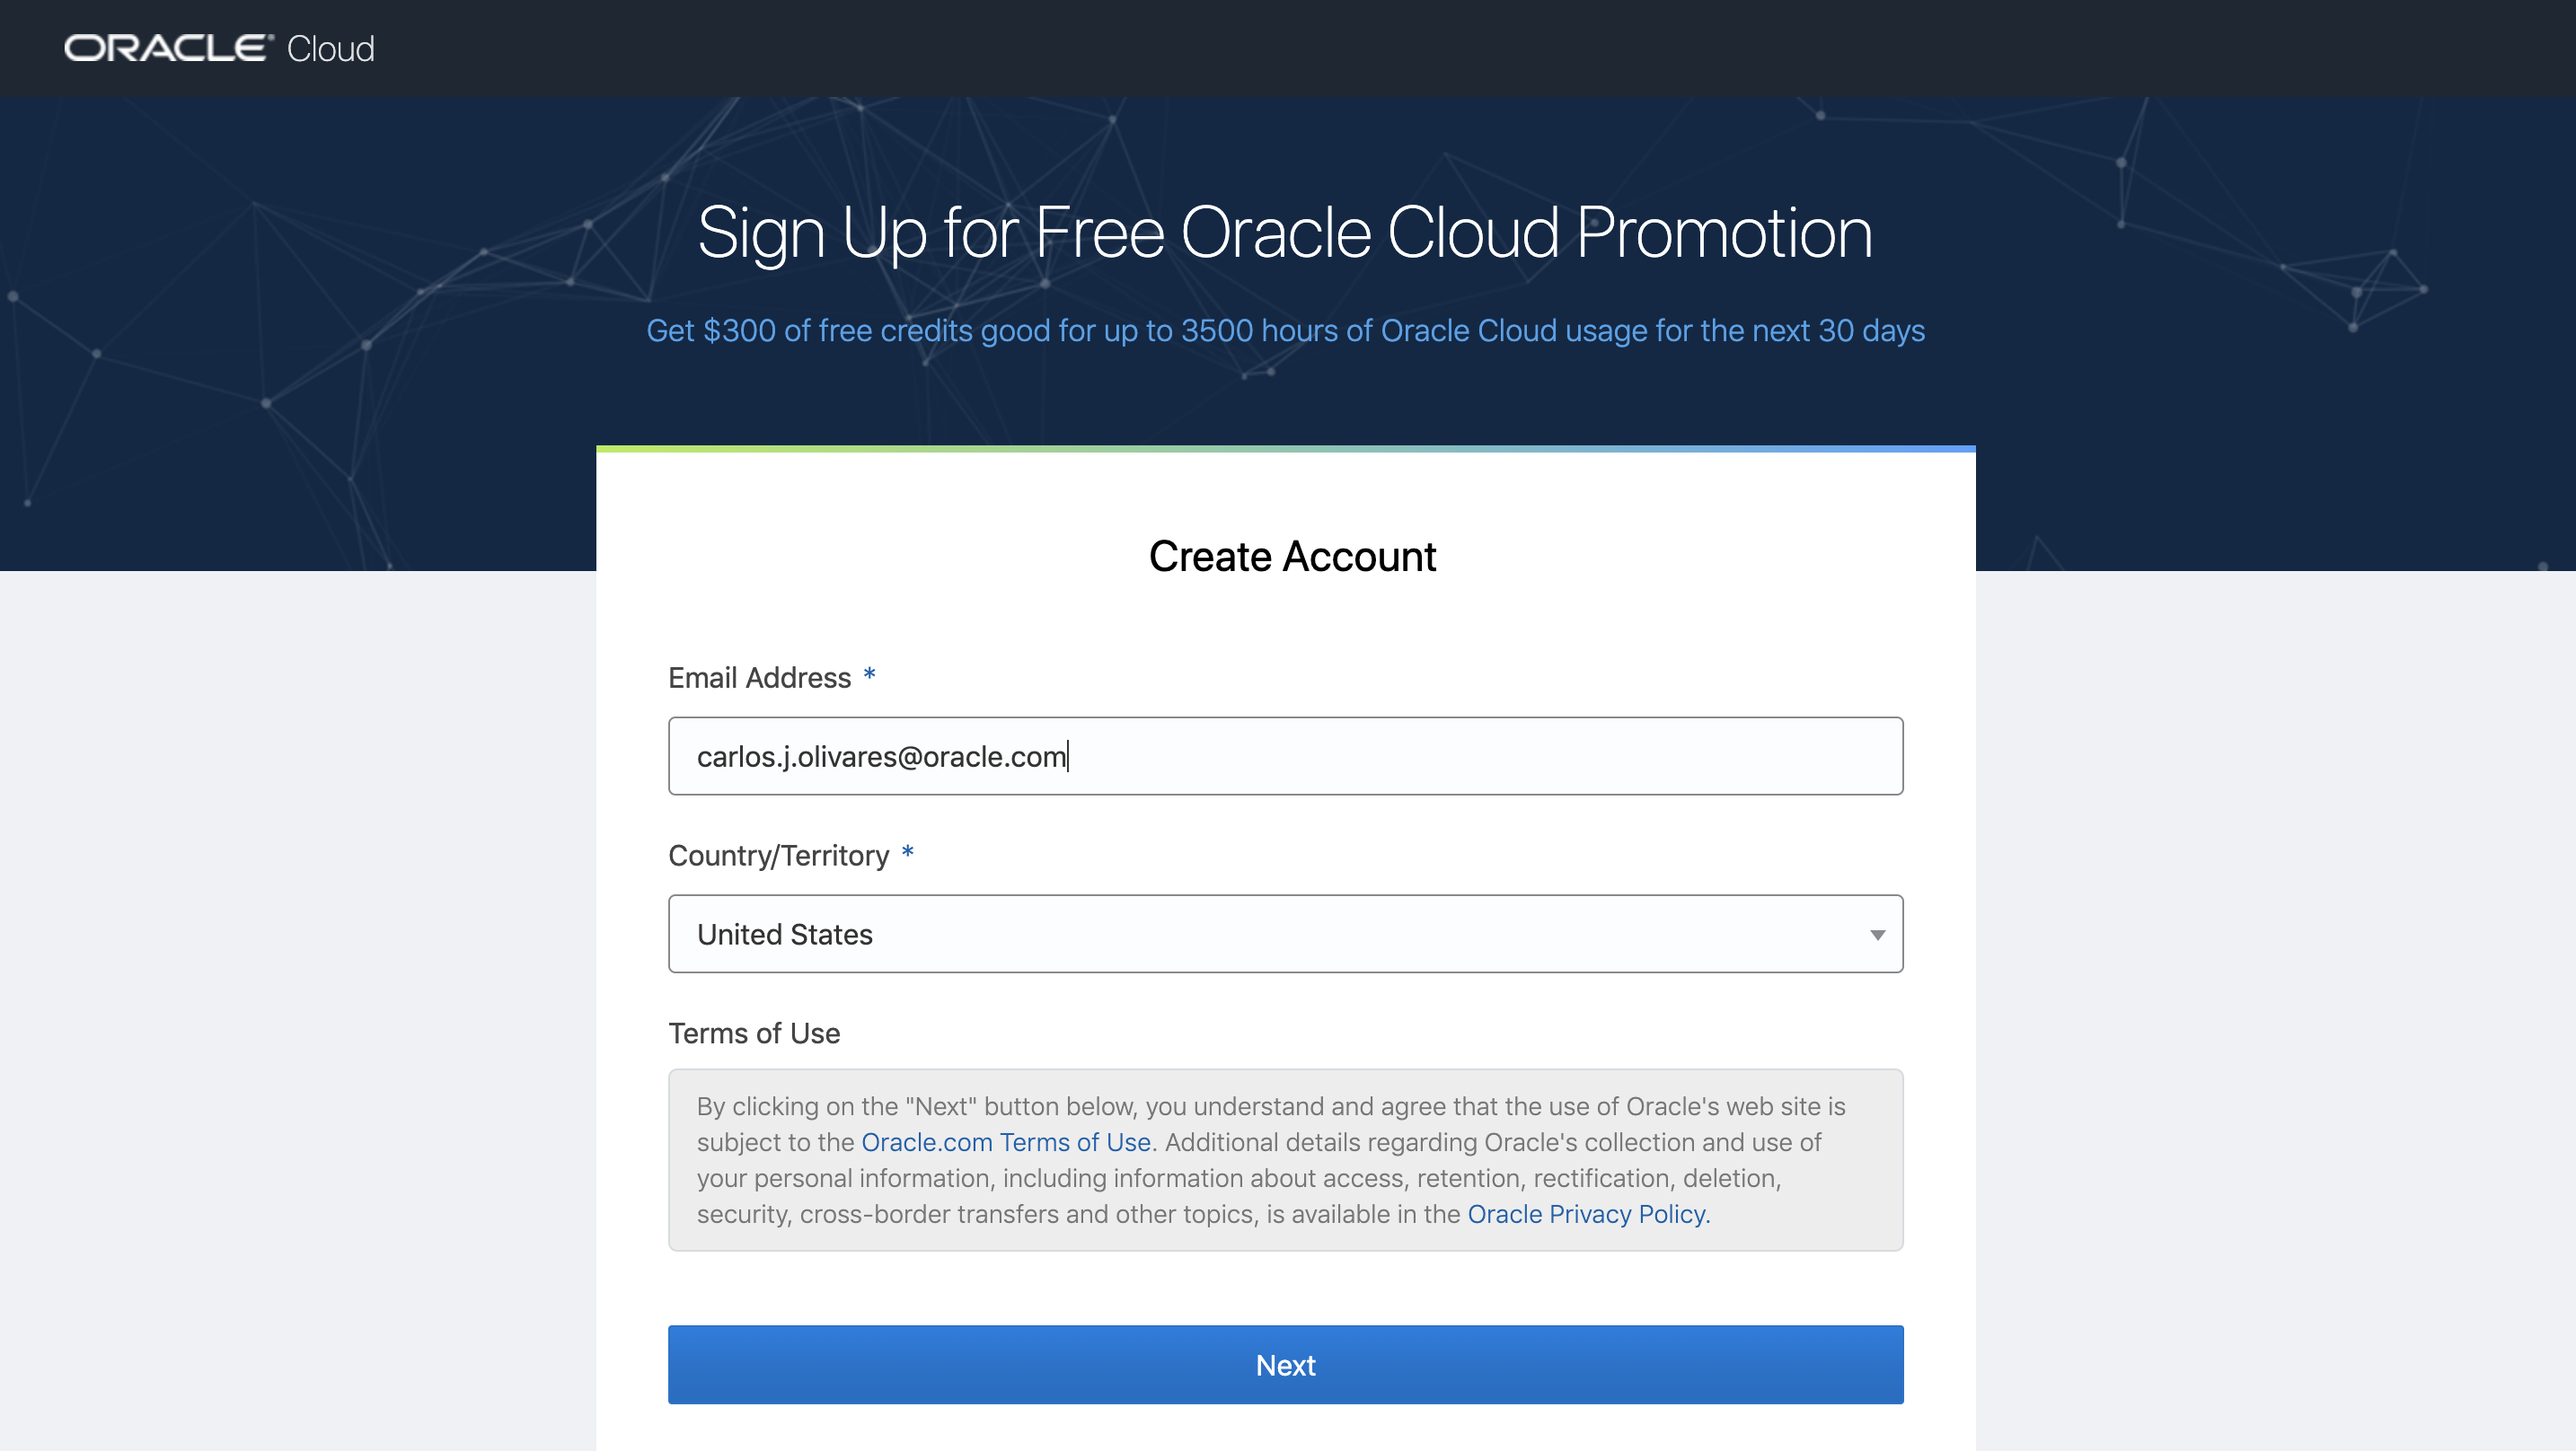 ORACLE® Cloud
Sign Up for Free Oracle Cloud Promotion
Get $300 of free credits good for up to 3500 hours of Oracle Cloud usage for the next 30 days
Create Account
Email Address *
carlos.j.olivares@oracle.com
Country/Territory *
United States
Terms of Use
By clicking on the "Next" button below, you understand and agree that the use of Oracle's web site is
subject to the Oracle.com Terms of Use. Additional details regarding Oracle's collection and use of
your personal information, including information about access, retention, rectification, deletion,
security, cross-border transfers and other topics, is available in the Oracle Privacy Policy.
Next